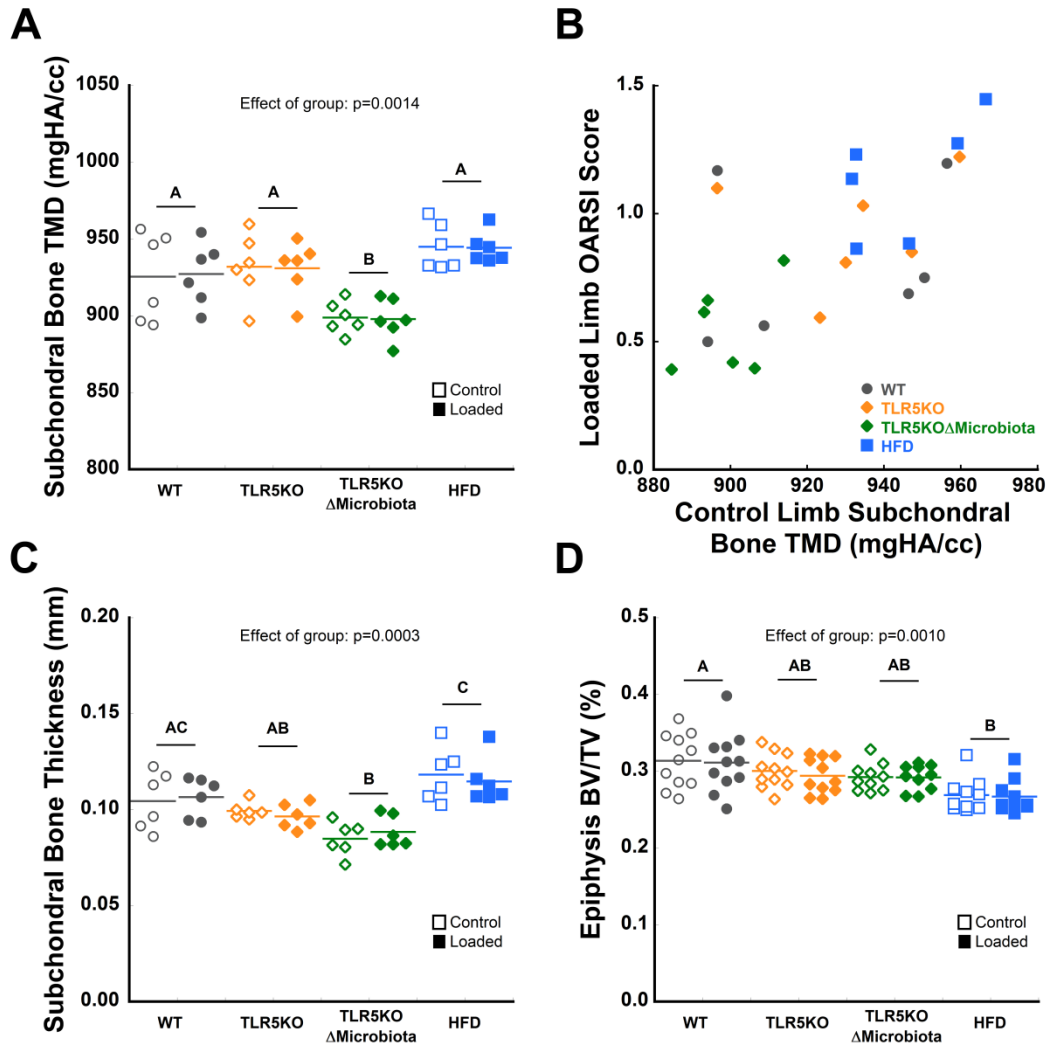 A
Subchondral Bone TMD (mgHA/cc)
1050
1000
950
900
850
800
Effect of group: p=0.0014
A
A
B
A
Control
Loaded
WT
TLR5KO
TLR5KO
ΔMicrobiota
HFD
B
Loaded Limb OARSI Score
1.5
1.0
0.5
0.0
WT
TLR5KO
TLR5KOΔMicrobiota
HFD
880
900
920
940
960
980
Control Limb Subchondral
Bone TMD (mgHA/cc)
C
Subchondral Bone Thickness (mm)
0.20
0.15
0.10
0.05
0.00
Effect of group: p=0.0003
AC
AB
B
C
Control
Loaded
WT
TLR5KO
TLR5KO
ΔMicrobiota
HFD
D
Epiphysis BV/TV (%)
0.5
0.4
0.3
0.2
0.1
0.0
Effect of group: p=0.0010
A
AB
AB
B
Control
Loaded
WT
TLR5KO
TLR5KO
ΔMicrobiota
HFD